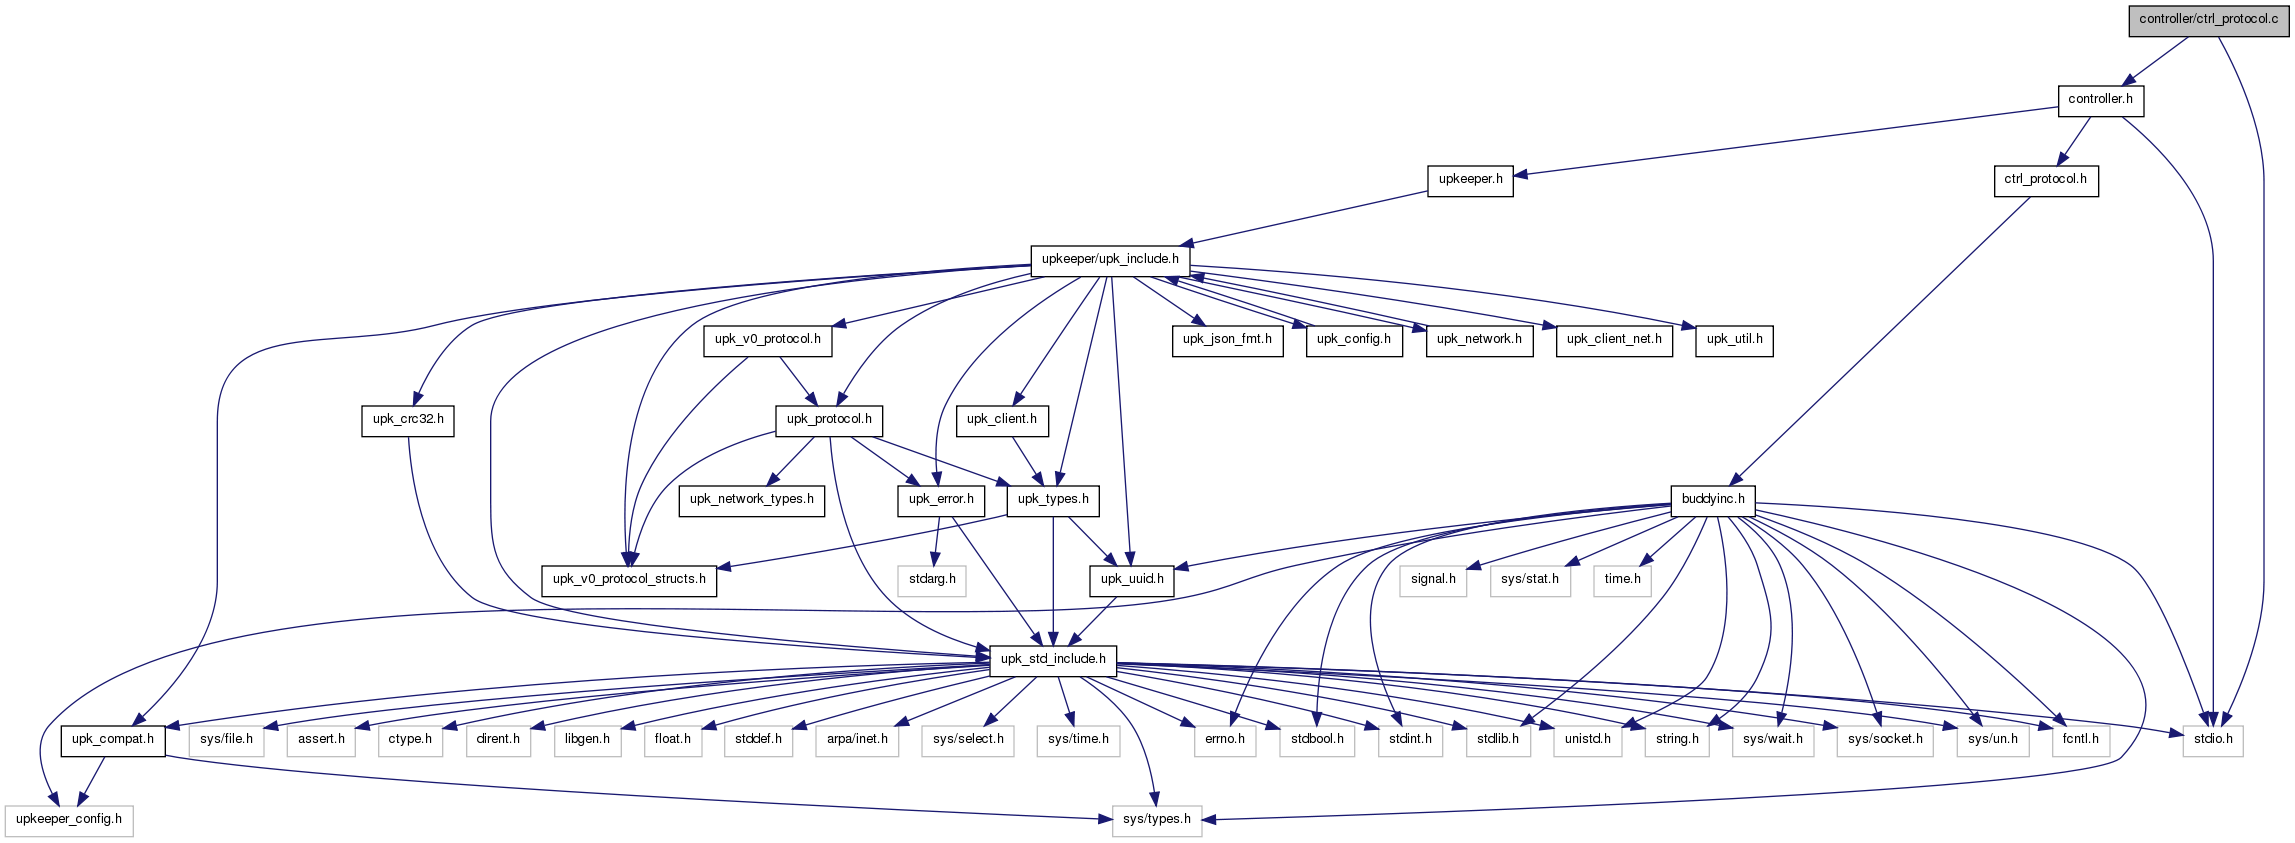 controller/ctrl_protocol.c
controller.h
upkeeper.h
ctrl_protocol.h
upkeeper/upk_include.h
upk_v0_protocol.h
upk_json_fmt.h
upk_config.h
upk_network.h
upk_client_net.h
upk_util.h
upk_crc32.h
upk_protocol.h
upk_client.h
upk_network_types.h
upk_error.h
upk_types.h
buddyinc.h
upk_v0_protocol_structs.h
stdarg.h
upk_uuid.h
signal.h
sys/stat.h
time.h
upk_std_include.h
upk_compat.h
sys/file.h
assert.h
ctype.h
dirent.h
libgen.h
float.h
stddef.h
arpa/inet.h
sys/select.h
sys/time.h
errno.h
stdbool.h
stdint.h
stdlib.h
unistd.h
string.h
sys/wait.h
sys/socket.h
sys/un.h
fcntl.h
stdio.h
upkeeper_config.h
sys/types.h